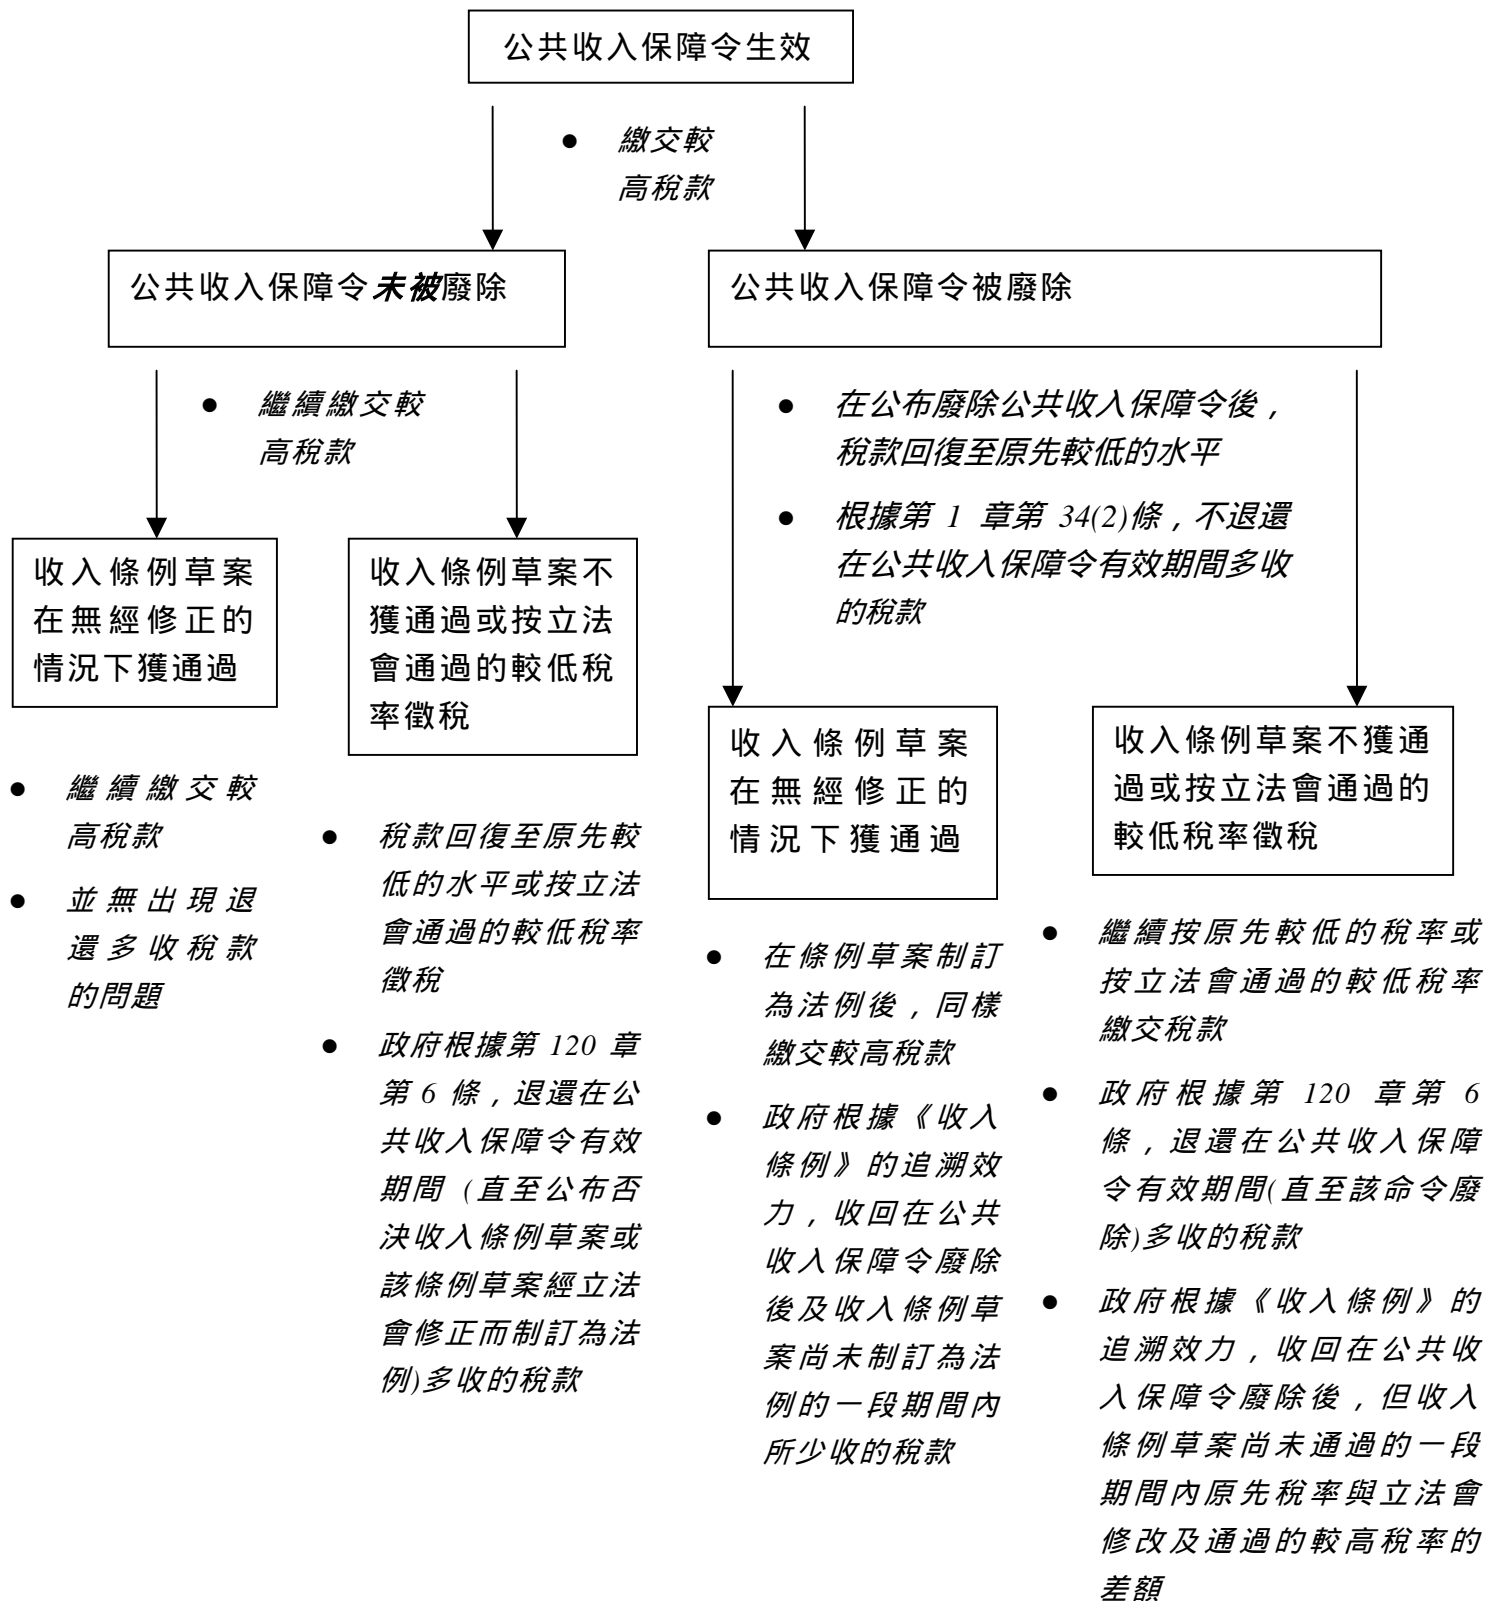 公共收入保障令生效
● 繳交較
高稅款
公共收入保障令未被廢除
● 繼續繳交較
高稅款
收入條例草案
在無經修正的
情況下獲通過
● 繼續繳交較
高稅款
● 並無出現退
還多收稅款
的問題
收入條例草案不
獲通過或按立法
會通過的較低稅
率徵稅
● 稅款回復至原先較
低的水平或按立法
會通過的較低稅率
徵稅
● 政府根據第 120 章
第 6 條，退還在公
共收入保障令有效
期間 (直至公布否
決收入條例草案或
該條例草案經立法
會修正而制訂為法
例)多收的稅款
公共收入保障令被廢除
● 在公布廢除公共收入保障令後，
稅款回復至原先較低的水平
● 根據第 1 章第 34(2)條，不退還
在公共收入保障令有效期間多收
的稅款
收入條例草案
在無經修正的
情況下獲通過
● 在條例草案制訂
為法例後，同樣
繳交較高稅款
● 政府根據《收入
條例》的追溯效
力，收回在公共
收入保障令廢除
後及收入條例草
案尚未制訂為法
例的一段期間內
所少收的稅款
收入條例草案不獲通
過或按立法會通過的
較低稅率徵稅
● 繼續按原先較低的稅率或
按立法會通過的較低稅率
繳交稅款
● 政府根據第 120 章第 6
條，退還在公共收入保障
令有效期間(直至該命令廢
除)多收的稅款
● 政府根據《收入條例》的
追溯效力，收回在公共收
入保障令廢除後，但收入
條例草案尚未通過的一段
期間內原先稅率與立法會
修改及通過的較高稅率的
差額